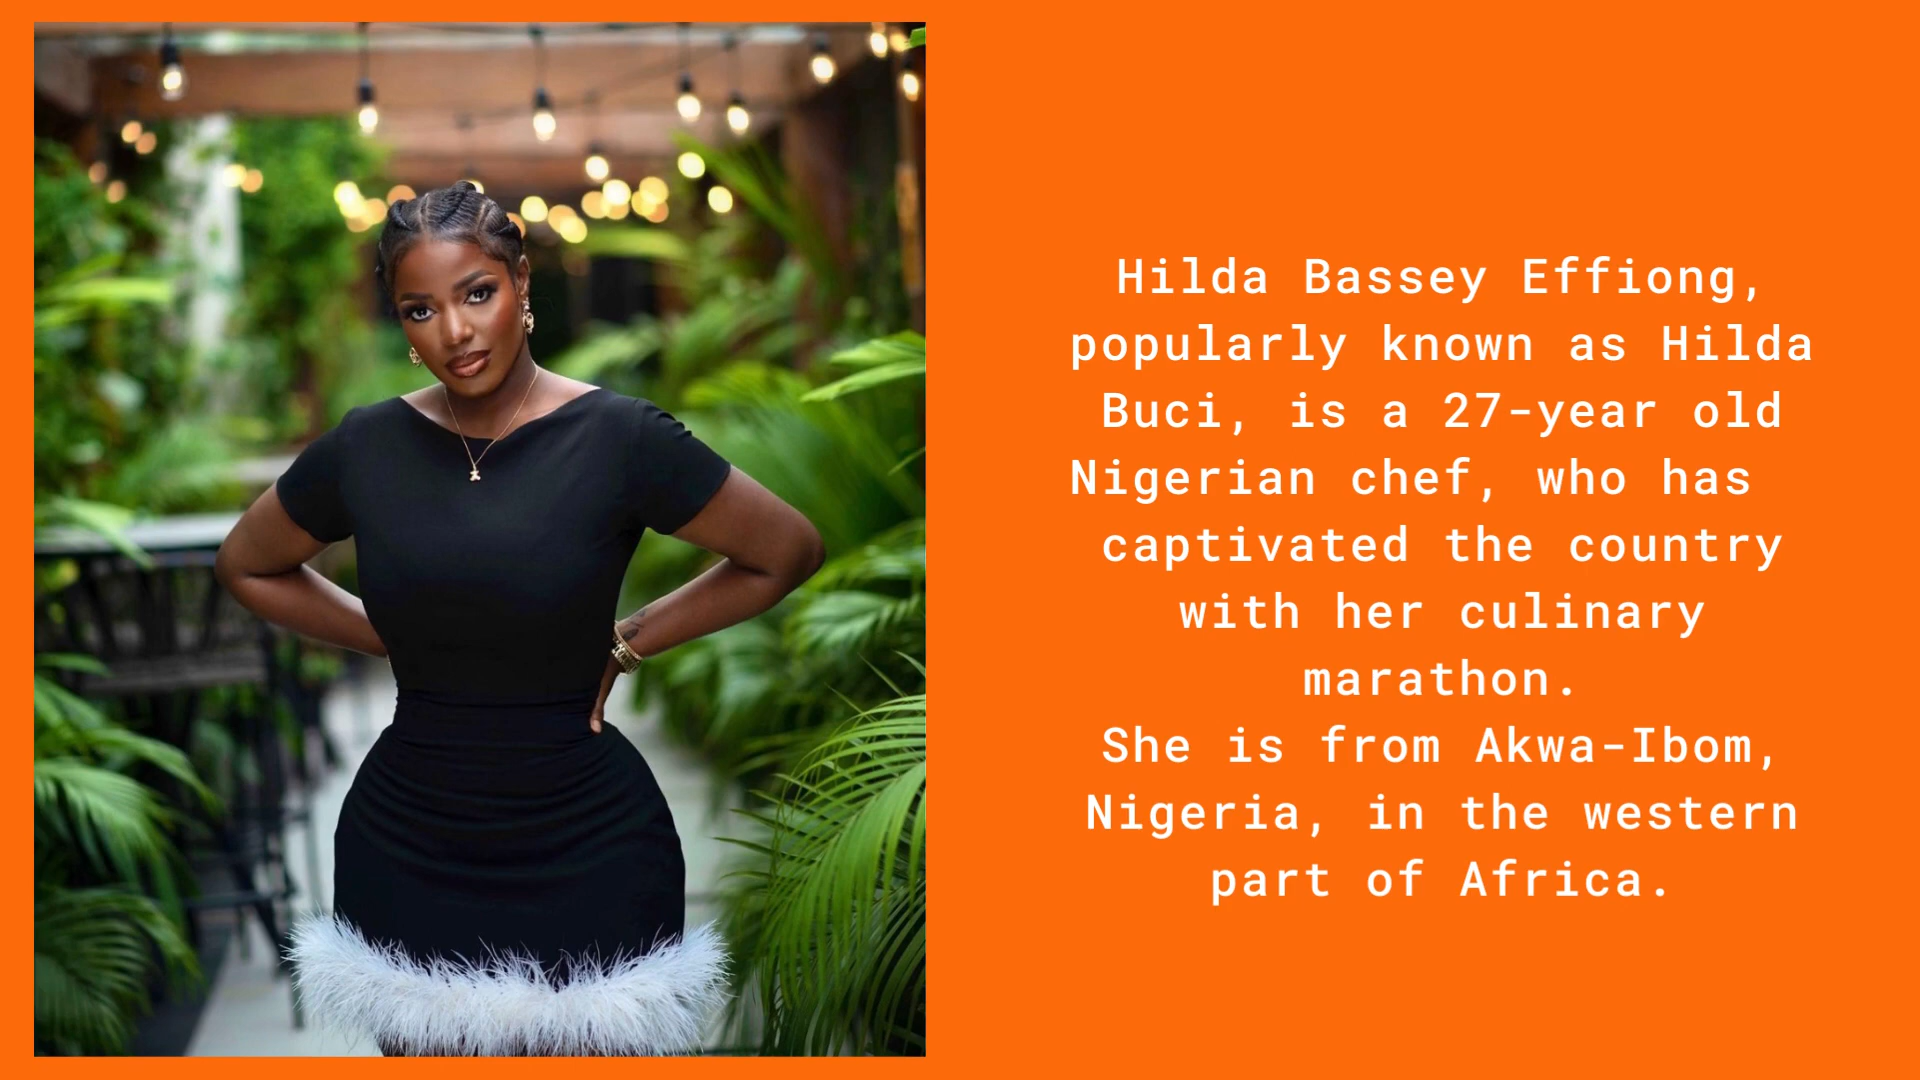 Hilda Bassey Effiong,
popularly known as Hilda
Buci, is a 27-year old
Nigerian chef, who has
captivated the country
with her culinary
marathon.
She is from Akwa-Ibom,
Nigeria, in the western
part of Africa.